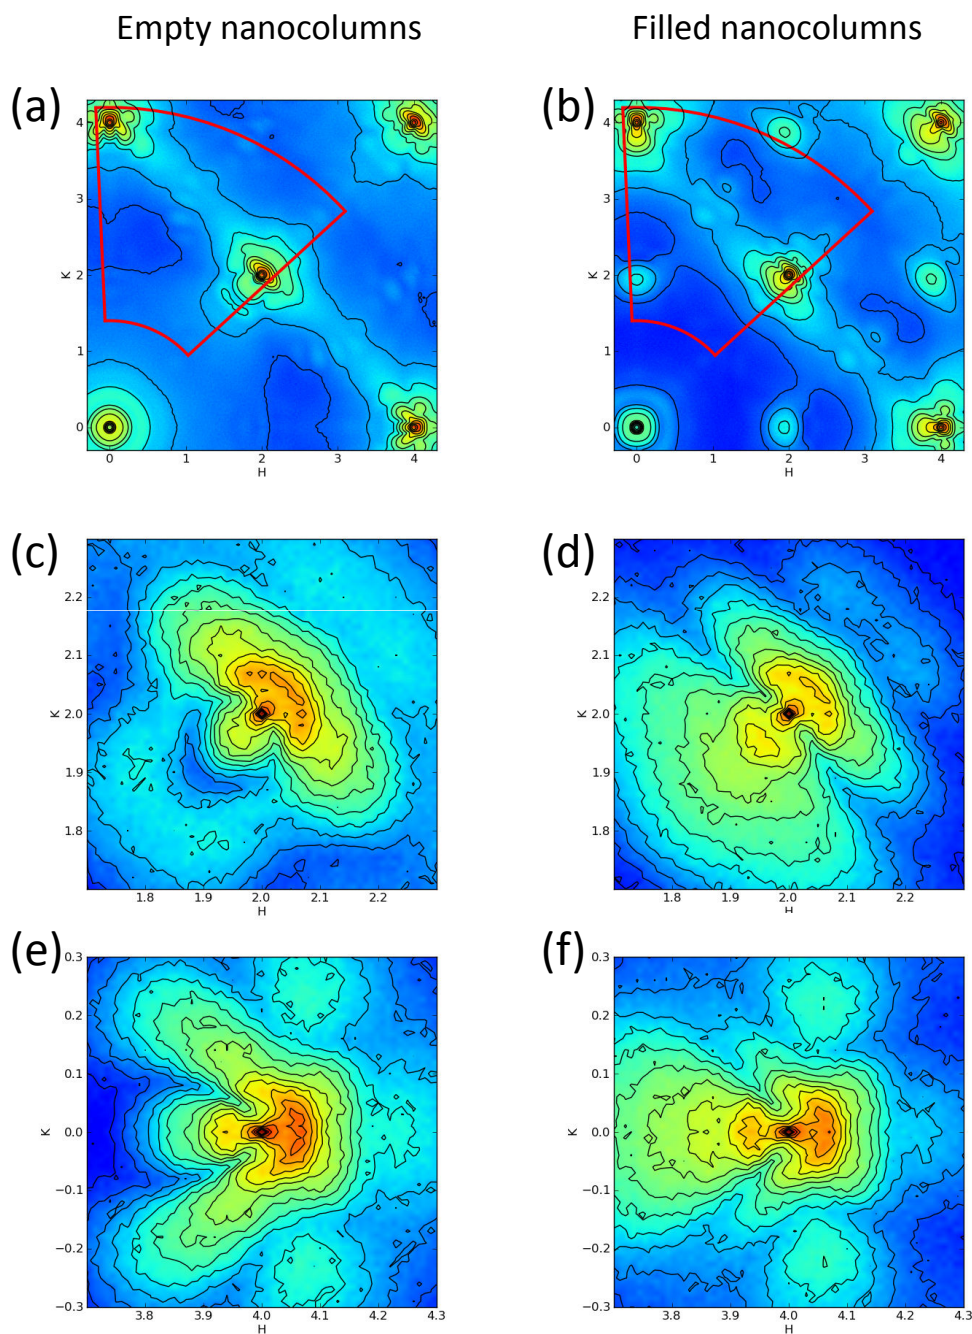 Empty nanocolumns
Filled nanocolumns
(a)
(b)
4
3
2
1
0
K
0 1 2 3 4
H
4
3
2
1
0
K
0 1 2 3 4
H
(c)
(d)
2.2
2.1
2.0
1.9
1.8
K
1.8 1.9 2.0 2.1 2.2
H
2.2
2.1
2.0
1.9
1.8
K
1.8 1.9 2.0 2.1 2.2
H
(e)
(f)
0.3
0.2
0.1
0.0
−0.1
−0.2
−0.3
K
3.8 3.9 4.0 4.1 4.2 4.3
H
0.3
0.2
0.1
0.0
−0.1
−0.2
−0.3
K
3.8 3.9 4.0 4.1 4.2 4.3
H